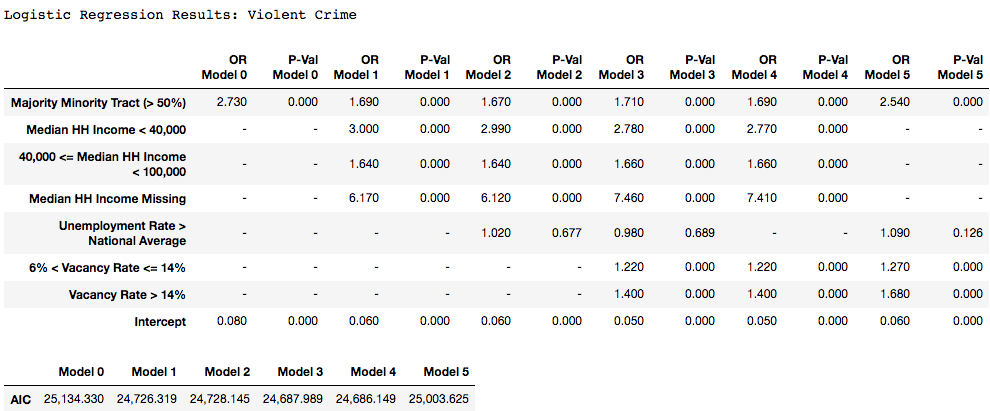 Logistic Regression Results: Violent Crime
OR P-Val OR P-Val OR P-Val OR P-Val OR P-Val OR P-Val
Model 0 Model 0 Model 1 Model 1 Model 2 Model 2 Model 3 Model 3 Model 4 Model 4 Model 5 Model 5
Majority Minority Tract (> 50%) 2.730 0.000 1.690 0.000 1.670 0.000 1.710 0.000 1.690 0.000 2.540 0.000
Median HH Income < 40,000 - - 3.000 0.000 2.990 0.000 2.780 0.000 2.770 0.000 - -
40,000 <= Median HH Income
< 100,000 - - 1.640 0.000 1.640 0.000 1.660 0.000 1.660 0.000 - -
Median HH Income Missing - - 6.170 0.000 6.120 0.000 7.460 0.000 7.410 0.000 - -
Unemployment Rate >
National Average - - - - 1.020 0.677 0.980 0.689 - - 1.090 0.126
6% < Vacancy Rate <= 14% - - - - - - 1.220 0.000 1.220 0.000 1.270 0.000
Vacancy Rate > 14% - - - - - - 1.400 0.000 1.400 0.000 1.680 0.000
Intercept 0.080 0.000 0.060 0.000 0.060 0.000 0.050 0.000 0.050 0.000 0.060 0.000
Model 0 Model 1 Model 2 Model 3 Model 4 Model 5
AIC 25,134.330 24,726.319 24,728.145 24,687.989 24,686.149 25,003.625